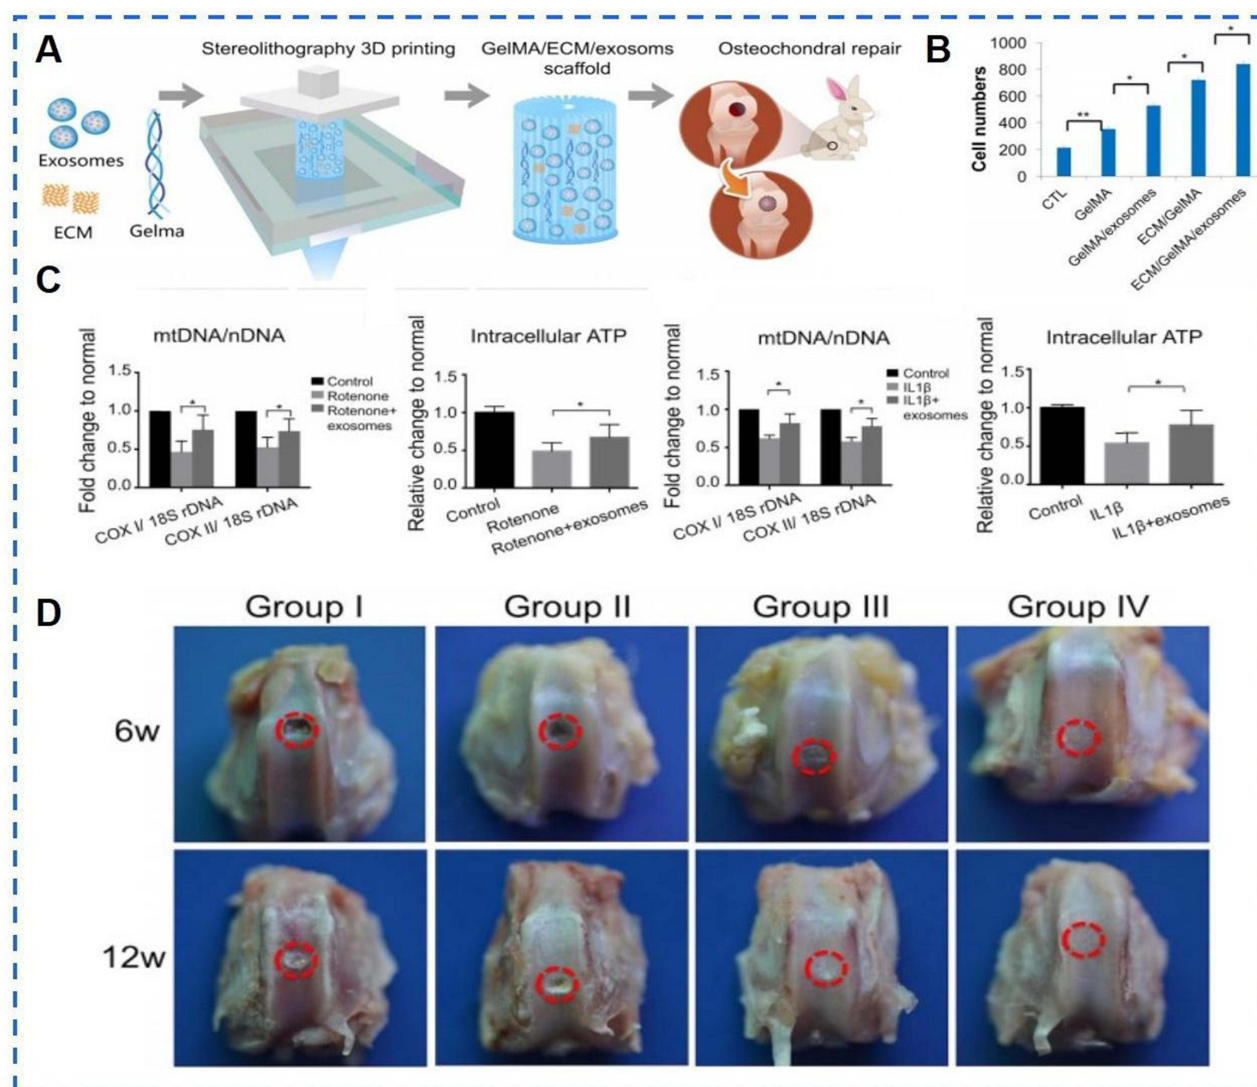 A
Stereolithography 3D printing
GelMA/ECM/exosoms
scaffold
Osteochondral repair
Exosomes
ECM
Gelma
B
Cell numbers
1000
800
600
400
200
0
**
*
*
*
CTL
GelMA
GelMA/exosomes
ECM/GelMA
ECM/GelMA/exosomes
C
mtDNA/nDNA
Fold change to normal
1.5
1.0
0.5
0.0
*
*
Control
Rotenone
Rotenone+
exosomes
COX I/ 18S rDNA
COX II/ 18S rDNA
Intracellular ATP
Relative change to normal
1.5
1.0
0.5
0.0
*
Control
Rotenone
Rotenone+exosomes
mtDNA/nDNA
Fold change to normal
1.5
1.0
0.5
0.0
*
*
Control
IL1β
IL1β+
exosomes
COX I/ 18S rDNA
COX II/ 18S rDNA
Intracellular ATP
Relative change to normal
1.5
1.0
0.5
0.0
*
Control
IL1β
IL1β+exosomes
D
Group I
Group II
Group III
Group IV
6w
12w